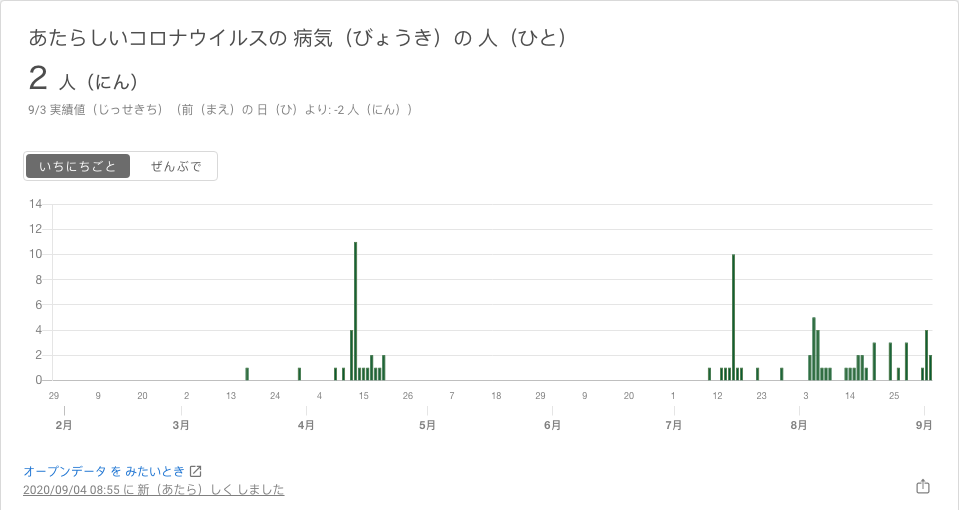 あたらしいコロナウイルスの 病気（びょうき）の 人（ひと）
2 人（にん）
9/3 実績値（じっせきち）（前（まえ）の 日（ひ）より: -2 人（にん））
いちにちごと ぜんぶで
14
12
10
8
6
4
2
0
29 9 20 2 13 24 4 15 26 7 18 29 9 20 1 12 23 3 14 25
2月 3月 4月 5月 6月 7月 8月 9月
オープンデータ を みたいとき
2020/09/04 08:55 に 新（あたら）しく しました